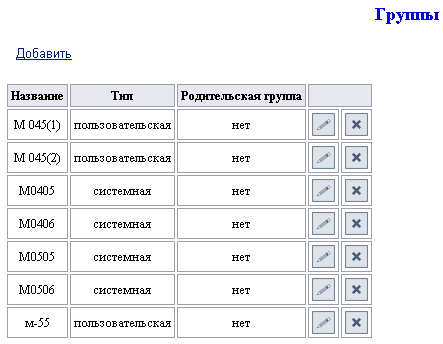 Группы
Добавить
Название Тип Родительская группа
М 045(1) пользовательская нет
М 045(2) пользовательская нет
М0405 системная нет
М0406 системная нет
М0505 системная нет
М0506 системная нет
м-55 пользовательская нет